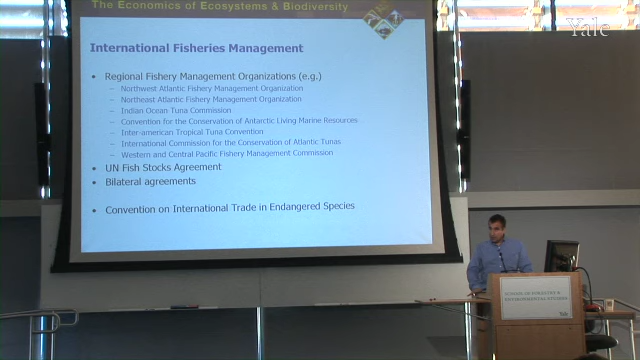 The Economics of Ecosystems & Biodiversity
Yale
International Fisheries Management
• Regional Fishery Management Organizations (e.g.)
– Northwest Atlantic Fishery Management Organization
– Northeast Atlantic Fishery Management Organization
– Indian Ocean Tuna Commission
– Convention for the Conservation of Antarctic Living Marine Resources
– Inter-american Tropical Tuna Convention
– International Commission for the Conservation of Atlantic Tunas
– Western and Central Pacific Fishery Management Commission
• UN Fish Stocks Agreement
• Bilateral agreements
• Convention on International Trade in Endangered Species
SCHOOL OF FORESTRY &
ENVIRONMENTAL STUDIES
Yale